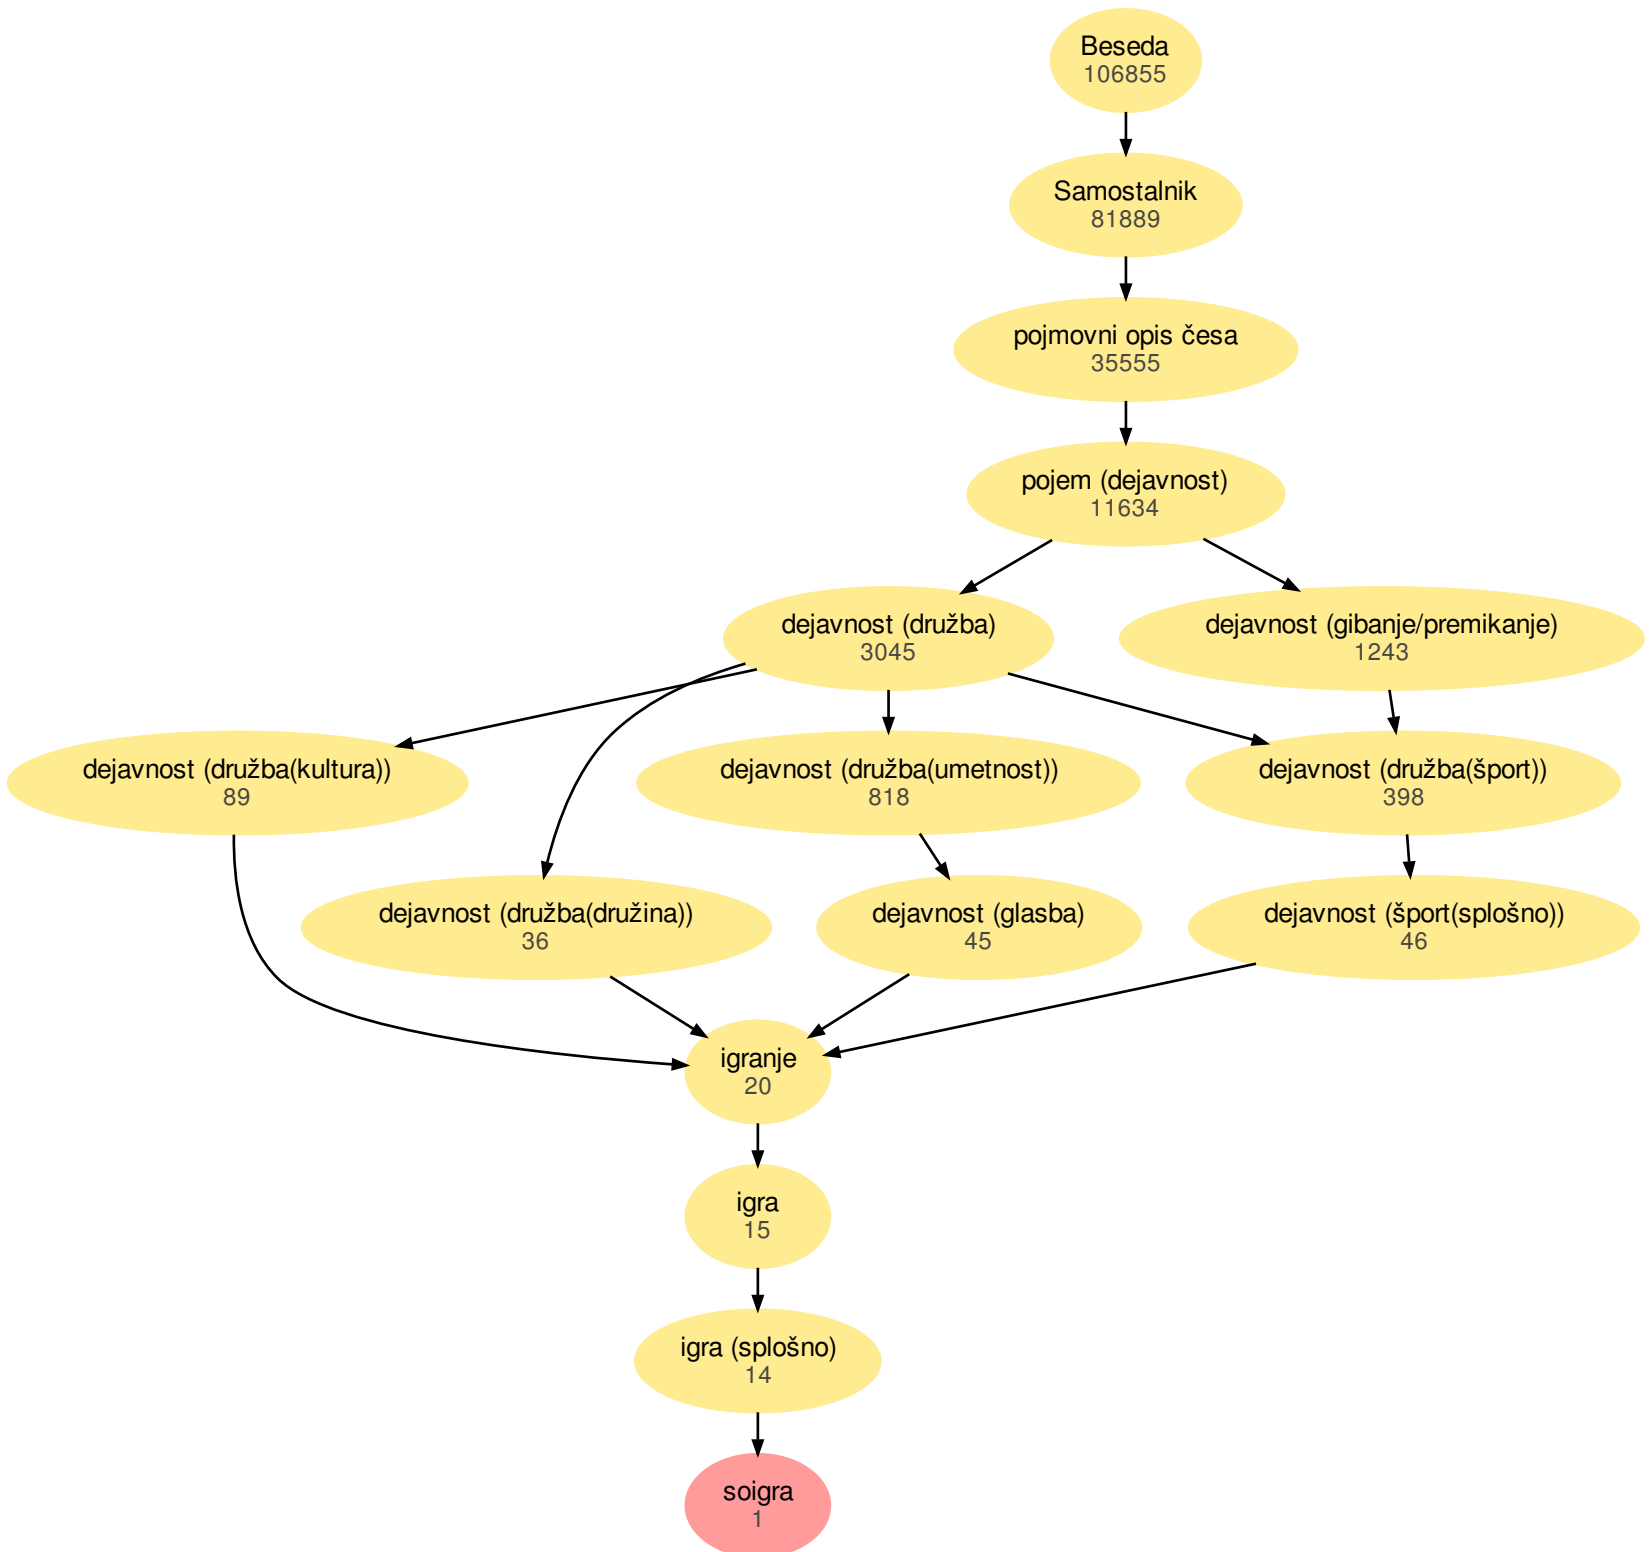 Beseda
106855
Samostalnik
81889
pojmovni opis česa
35555
pojem (dejavnost)
11634
dejavnost (družba)
3045
dejavnost (gibanje/premikanje)
1243
dejavnost (družba(kultura))
89
dejavnost (družba(umetnost))
818
dejavnost (družba(šport))
398
dejavnost (družba(družina))
36
dejavnost (glasba)
45
dejavnost (šport(splošno))
46
igranje
20
igra
15
igra (splošno)
14
soigra
1